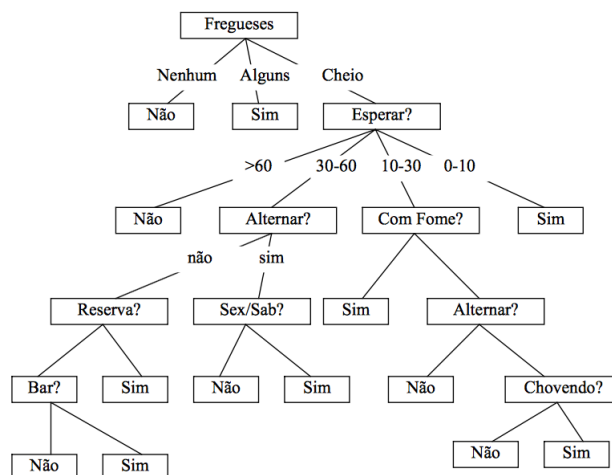 Fregueses
Nenhum Alguns Cheio
Não Sim Esperar?
>60 30-60 10-30 0-10
Não Alternar? Com Fome? Sim
não sim
Reserva? Sex/Sab? Sim Alternar?
Bar? Sim Não Sim Não Chovendo?
Não Sim Não Sim